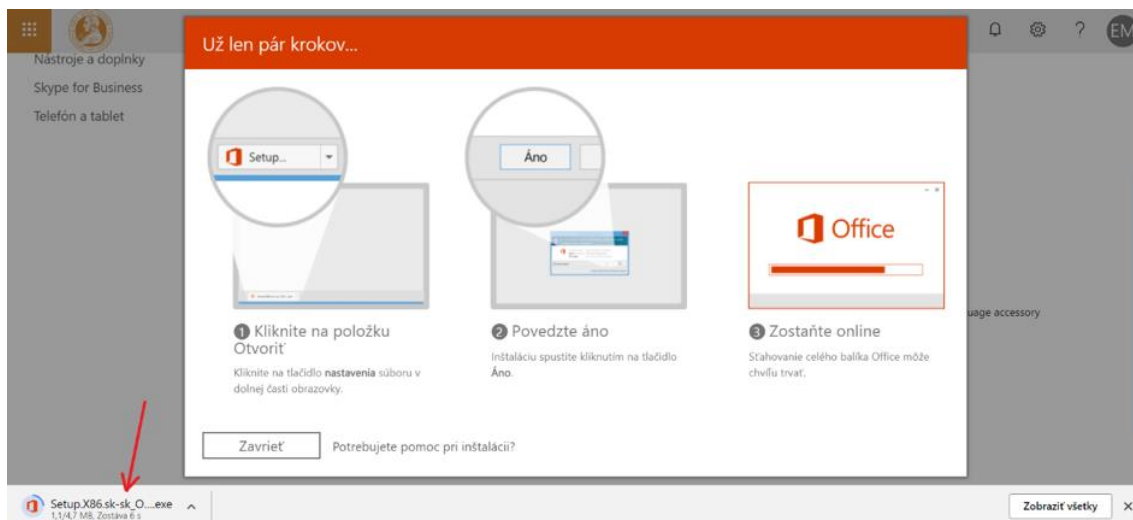 EM
Nástroje a doplnky
Skype for Business
Telefón a tablet
Už len pár krokov...
Setup...
Áno
Office
1 Kliknite na položku
Otvoriť
Kliknite na tlačidlo nastavenia súboru v
dolnej časti obrazovky.
2 Povedzte áno
Inštaláciu spustite kliknutím na tlačidlo
Áno.
3 Zostaňte online
Sťahovanie celého balíka Office môže
chvíľu trvať.
uage accessory
Zavrieť
Potrebujete pomoc pri inštalácii?
Setup.X86.sk-sk_O....exe
1,1/4,7 MB, Zostáva 6 s
Zobraziť všetky